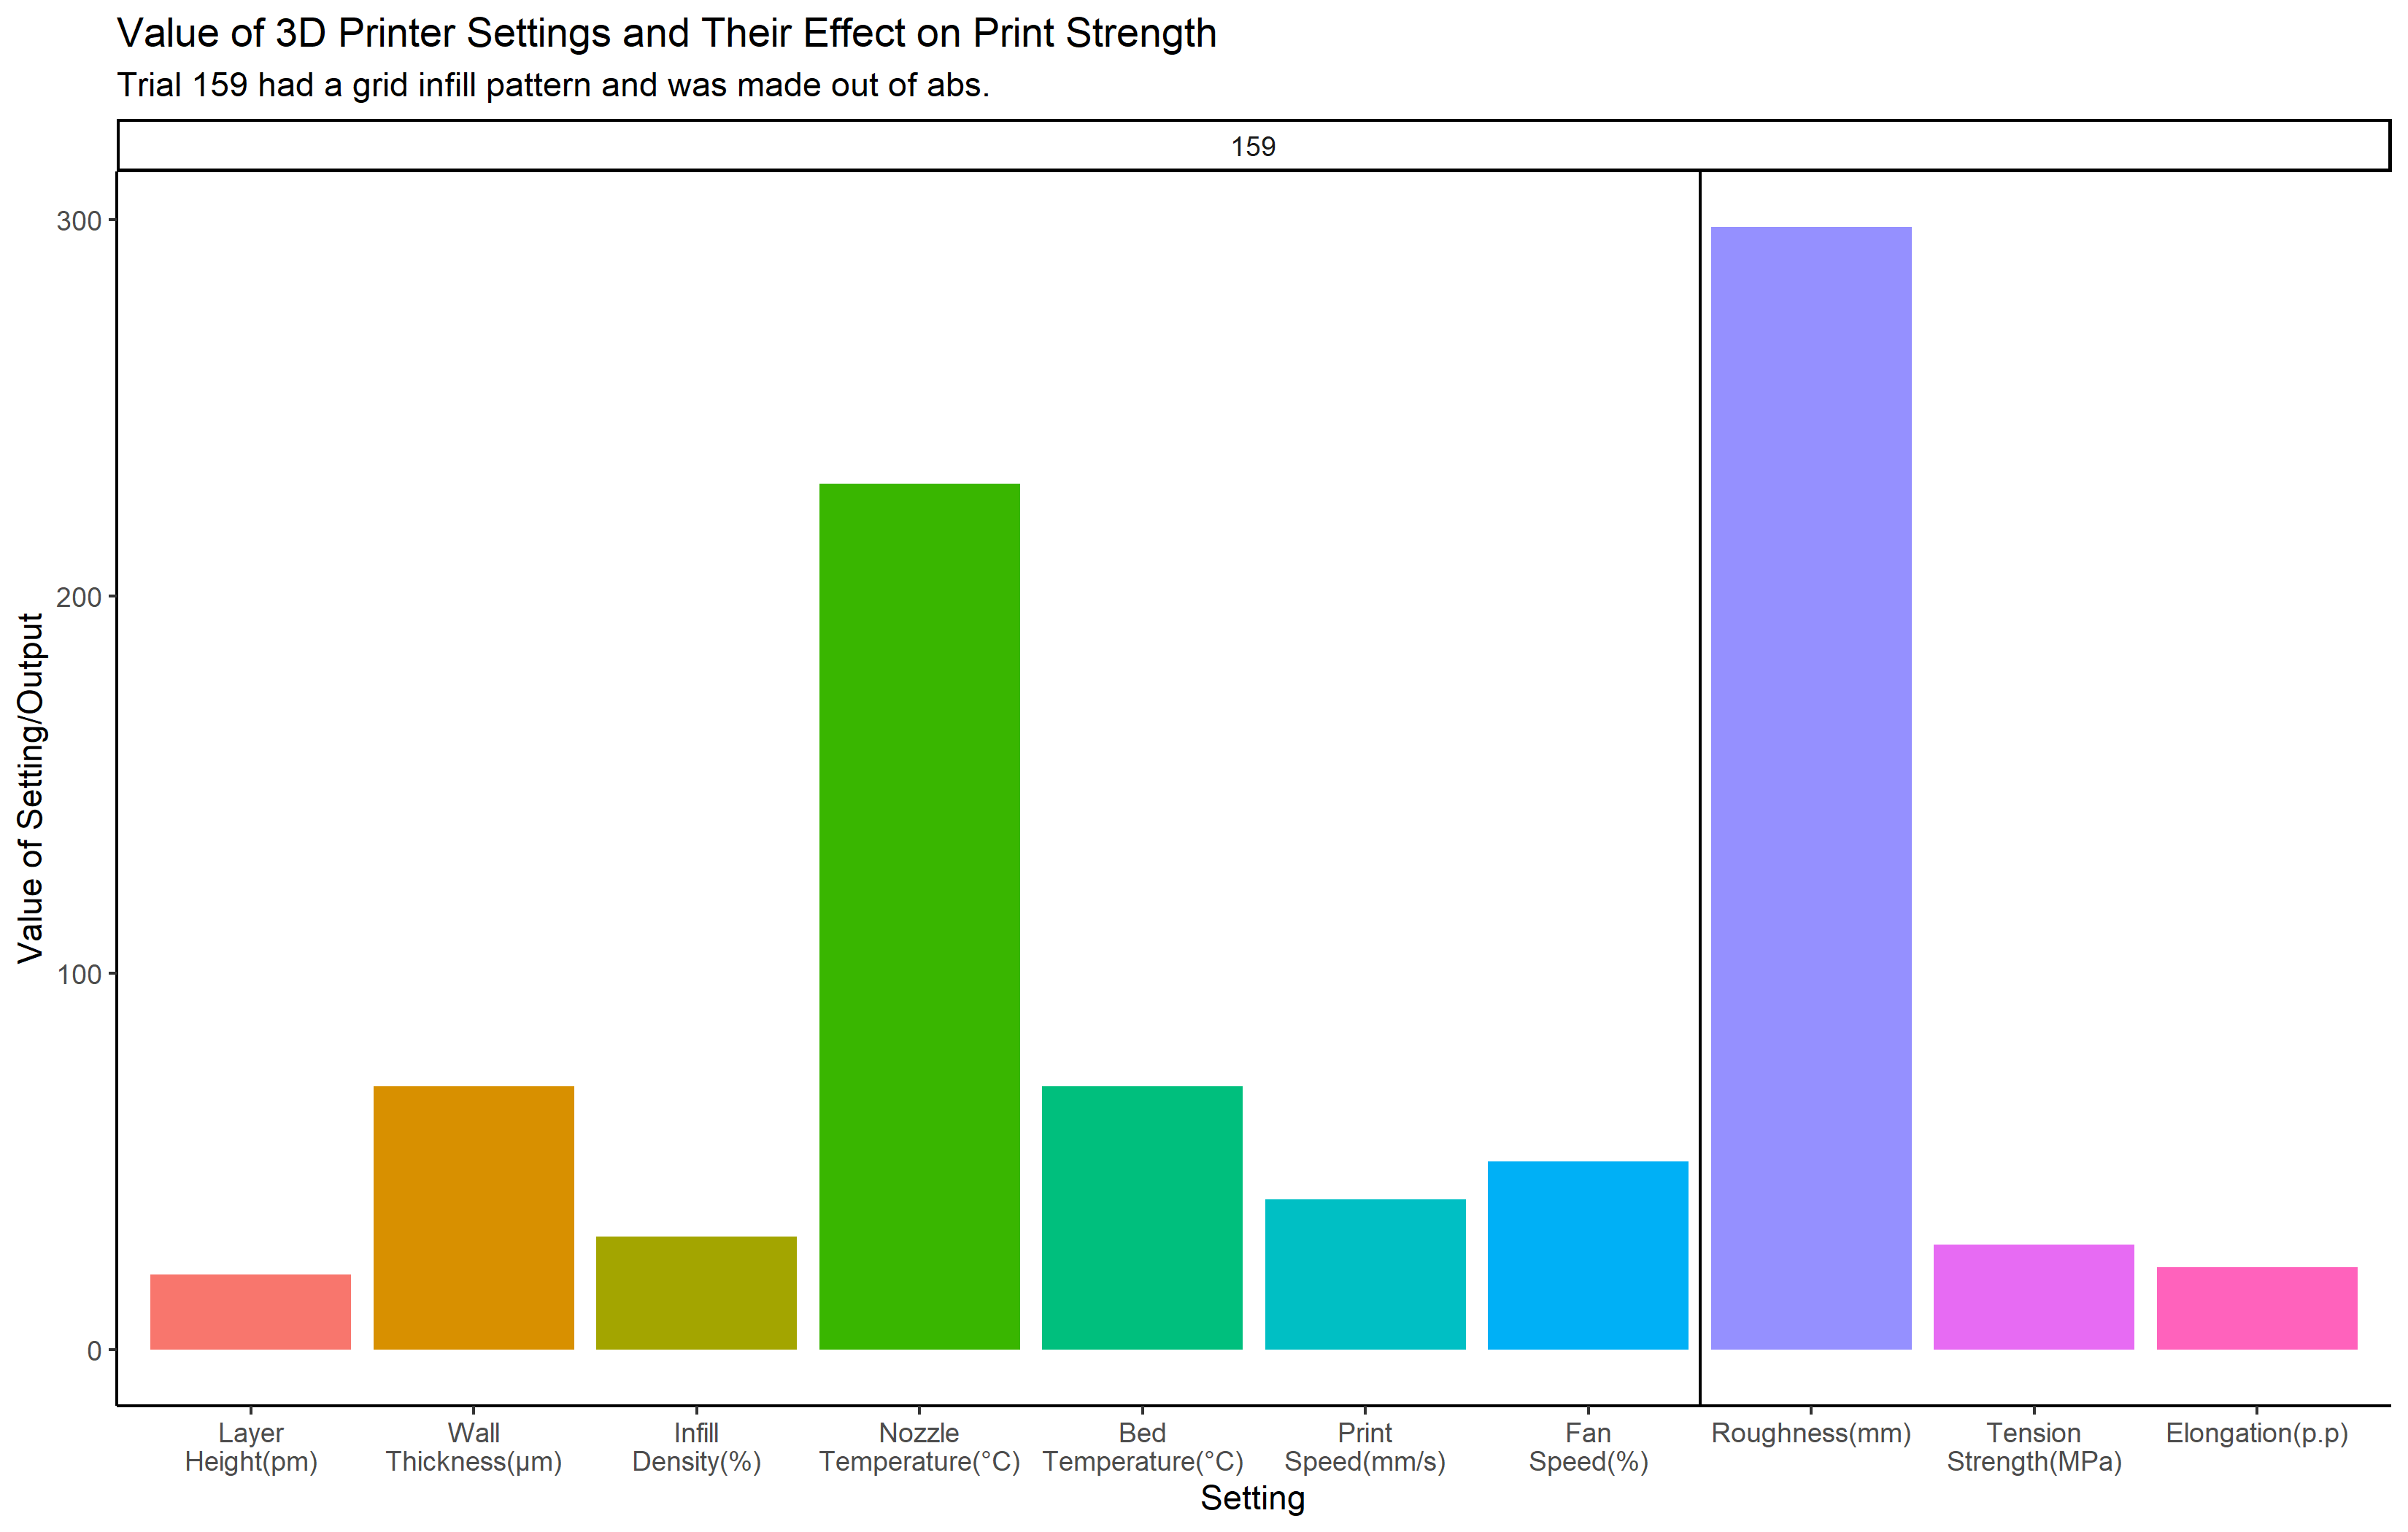 Value of 3D Printer Settings and Their Effect on Print Strength
Trial 159 had a grid infill pattern and was made out of abs.
159
300
200
100
0
Value of Setting/Output
Layer
Height(pm)
Wall
Thickness(µm)
Infill
Density(%)
Nozzle
Temperature(°C)
Bed
Temperature(°C)
Print
Speed(mm/s)
Fan
Speed(%)
Roughness(mm)
Tension
Strength(MPa)
Elongation(p.p)
Setting